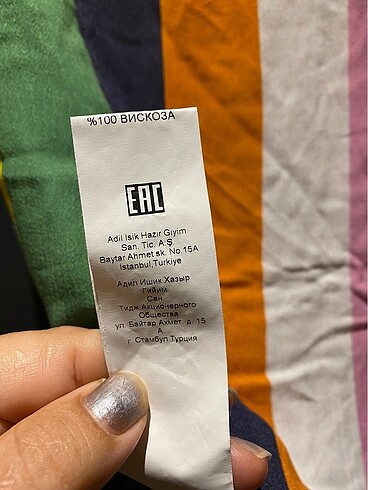 %100 ВИСКОЗА
EAC
Adil Isik Hazır Giyim
San. Tic. A.Ş.
Baytar Ahmet sk. No 15A
İstanbul,Türkiye
Адил Ишик Хазыр
Гийим
Сан.
Тидж.Акционерного
Общества
ул. Байтар Ахмет. д. 15
А.
г. Стамбул Турция